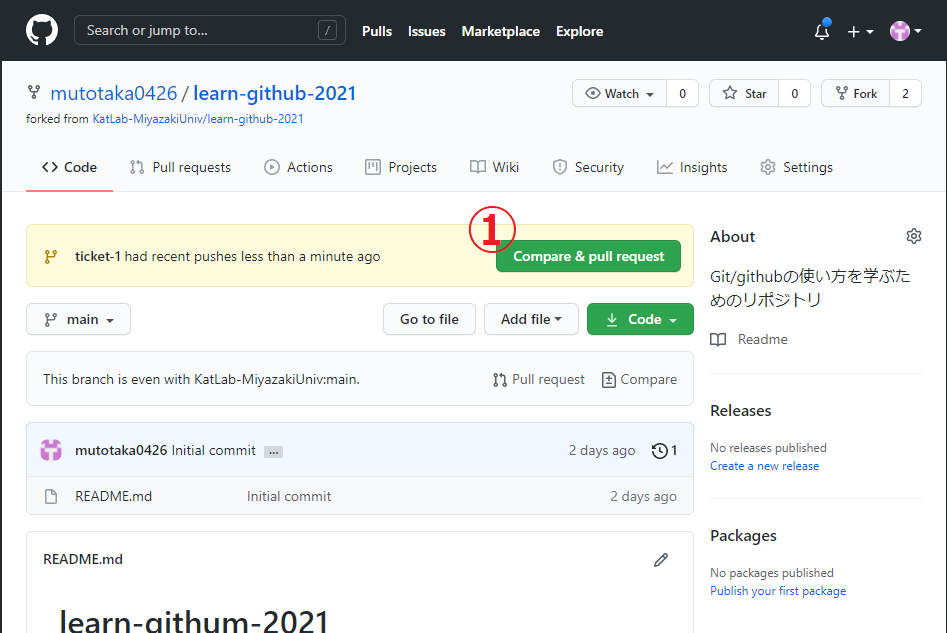 Search or jump to... /
Pulls Issues Marketplace Explore
mutotaka0426 / learn-github-2021
Watch 0 Star 0 Fork 2
forked from KatLab-MiyazakiUniv/learn-github-2021
Code Pull requests Actions Projects Wiki Security Insights Settings
①
ticket-1 had recent pushes less than a minute ago
Compare & pull request
main Go to file Add file Code
This branch is even with KatLab-MiyazakiUniv:main.
Pull request Compare
mutotaka0426 Initial commit ... 2 days ago 1
README.md Initial commit 2 days ago
README.md
learn-githum-2021
About
Git/githubの使い方を学ぶた
めのリポジトリ
Readme
Releases
No releases published
Create a new release
Packages
No packages published
Publish your first package